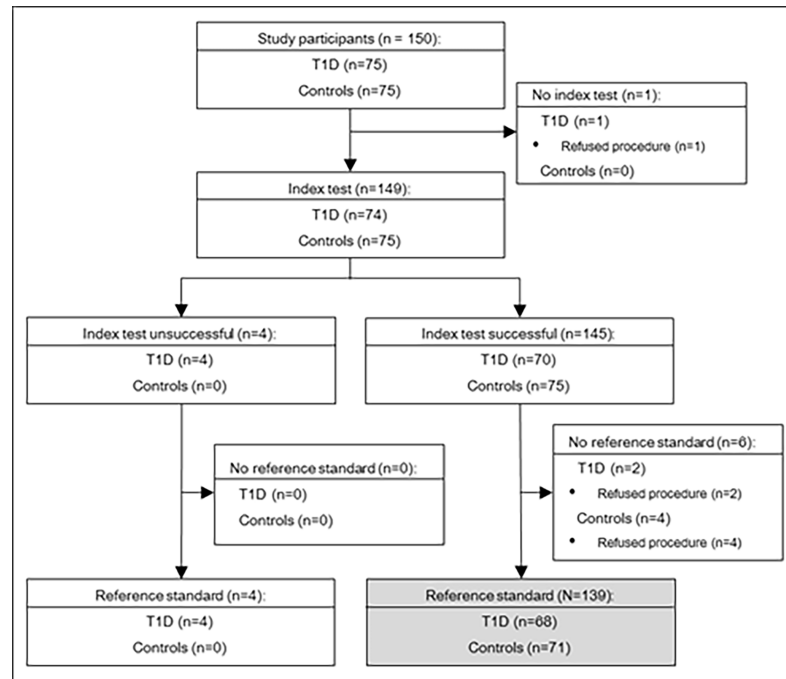 Study participants (n = 150):
T1D (n=75)
Controls (n=75)
No index test (n=1):
T1D (n=1)
• Refused procedure (n=1)
Controls (n=0)
Index test (n=149):
T1D (n=74)
Controls (n=75)
Index test unsuccessful (n=4):
T1D (n=4)
Controls (n=0)
Index test successful (n=145):
T1D (n=70)
Controls (n=75)
No reference standard (n=0):
T1D (n=0)
Controls (n=0)
No reference standard (n=6):
T1D (n=2)
• Refused procedure (n=2)
Controls (n=4)
• Refused procedure (n=4)
Reference standard (n=4):
T1D (n=4)
Controls (n=0)
Reference standard (N=139):
T1D (n=68)
Controls (n=71)